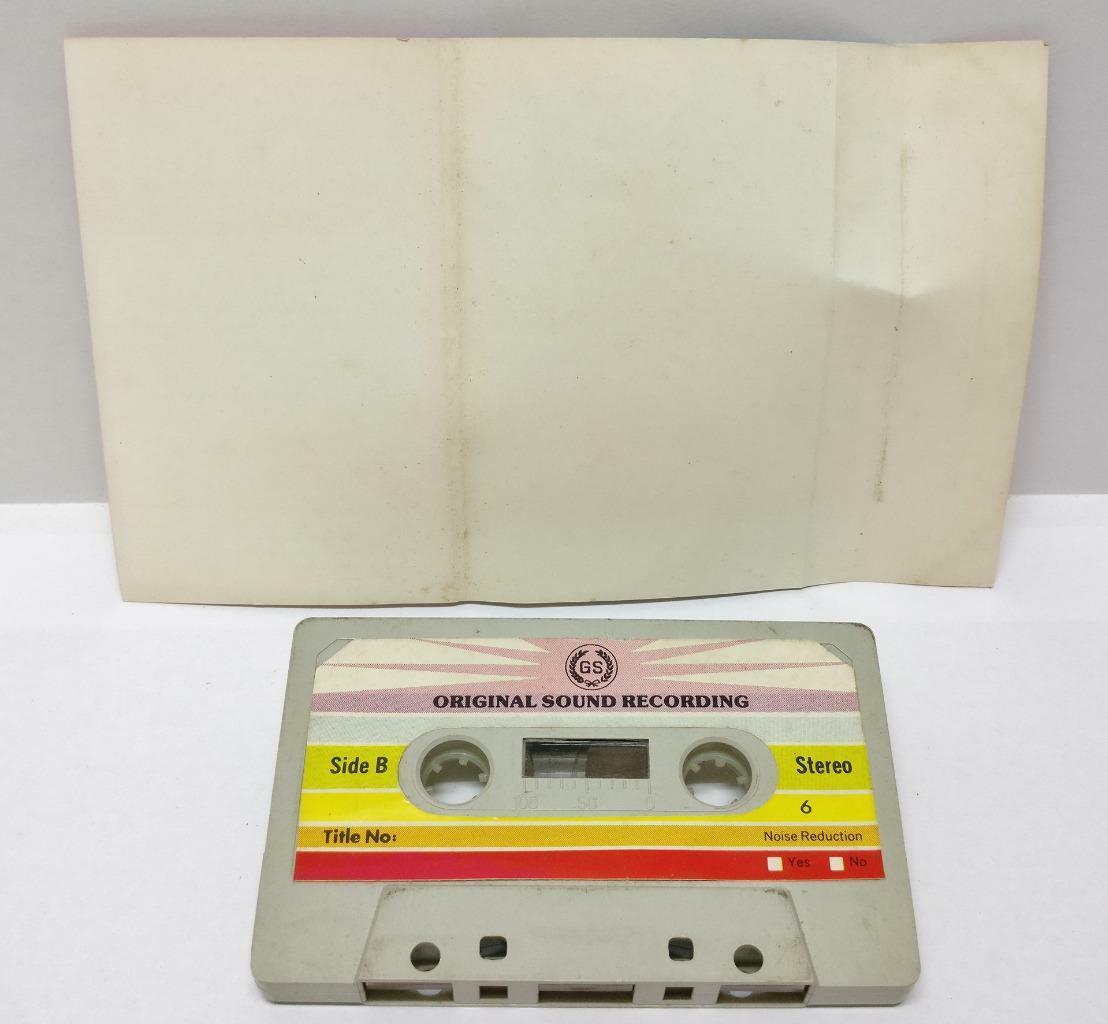 GS
ORIGINAL SOUND RECORDING
Side B
Stereo
100 50 0
6
Title No:
Noise Reduction
Yes No